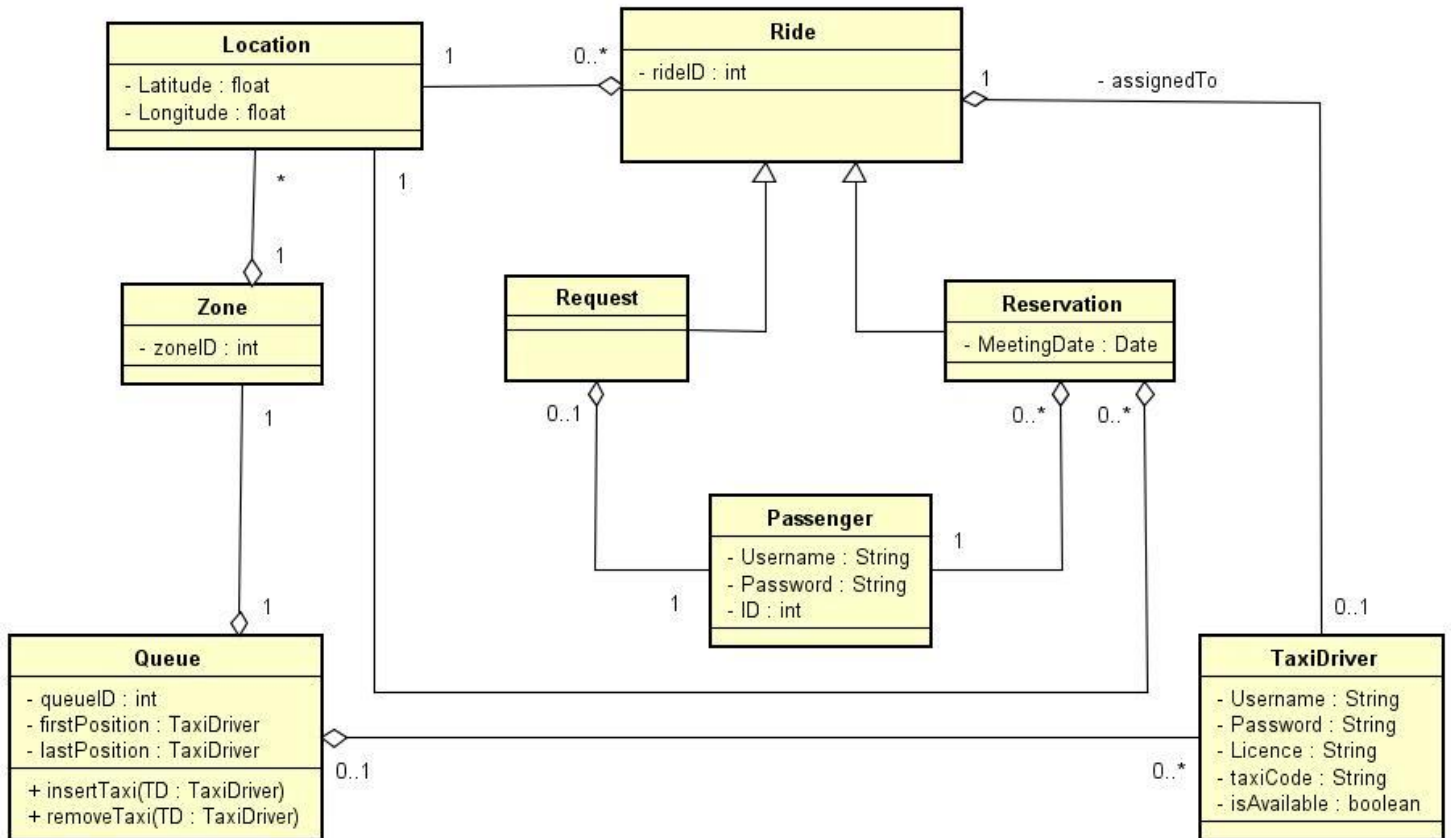 Location
- Latitude : float
- Longitude : float
1
0..*
Ride
- rideID : int
1
- assignedTo
*
1
1
Zone
- zoneID : int
Request
Reservation
- MeetingDate : Date
1
0..1
0..*
0..*
Passenger
- Username : String
- Password : String
- ID : int
1
1
1
0..1
Queue
- queueID : int
- firstPosition : TaxiDriver
- lastPosition : TaxiDriver
+ insertTaxi(TD : TaxiDriver)
+ removeTaxi(TD : TaxiDriver)
0..1
0..*
TaxiDriver
- Username : String
- Password : String
- Licence : String
- taxiCode : String
- isAvailable : boolean